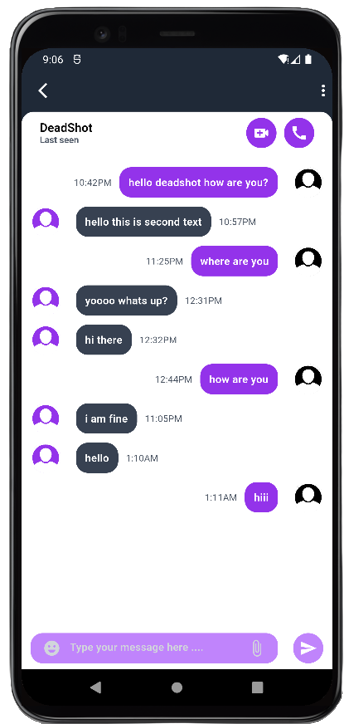 9:06
DeadShot
Last seen
10:42PM hello deadshot how are you?
hello this is second text 10:57PM
11:25PM where are you
yoooo whats up? 12:31PM
hi there 12:32PM
12:44PM how are you
i am fine 11:05PM
hello 1:10AM
1:11AM hiii
Type your message here ....